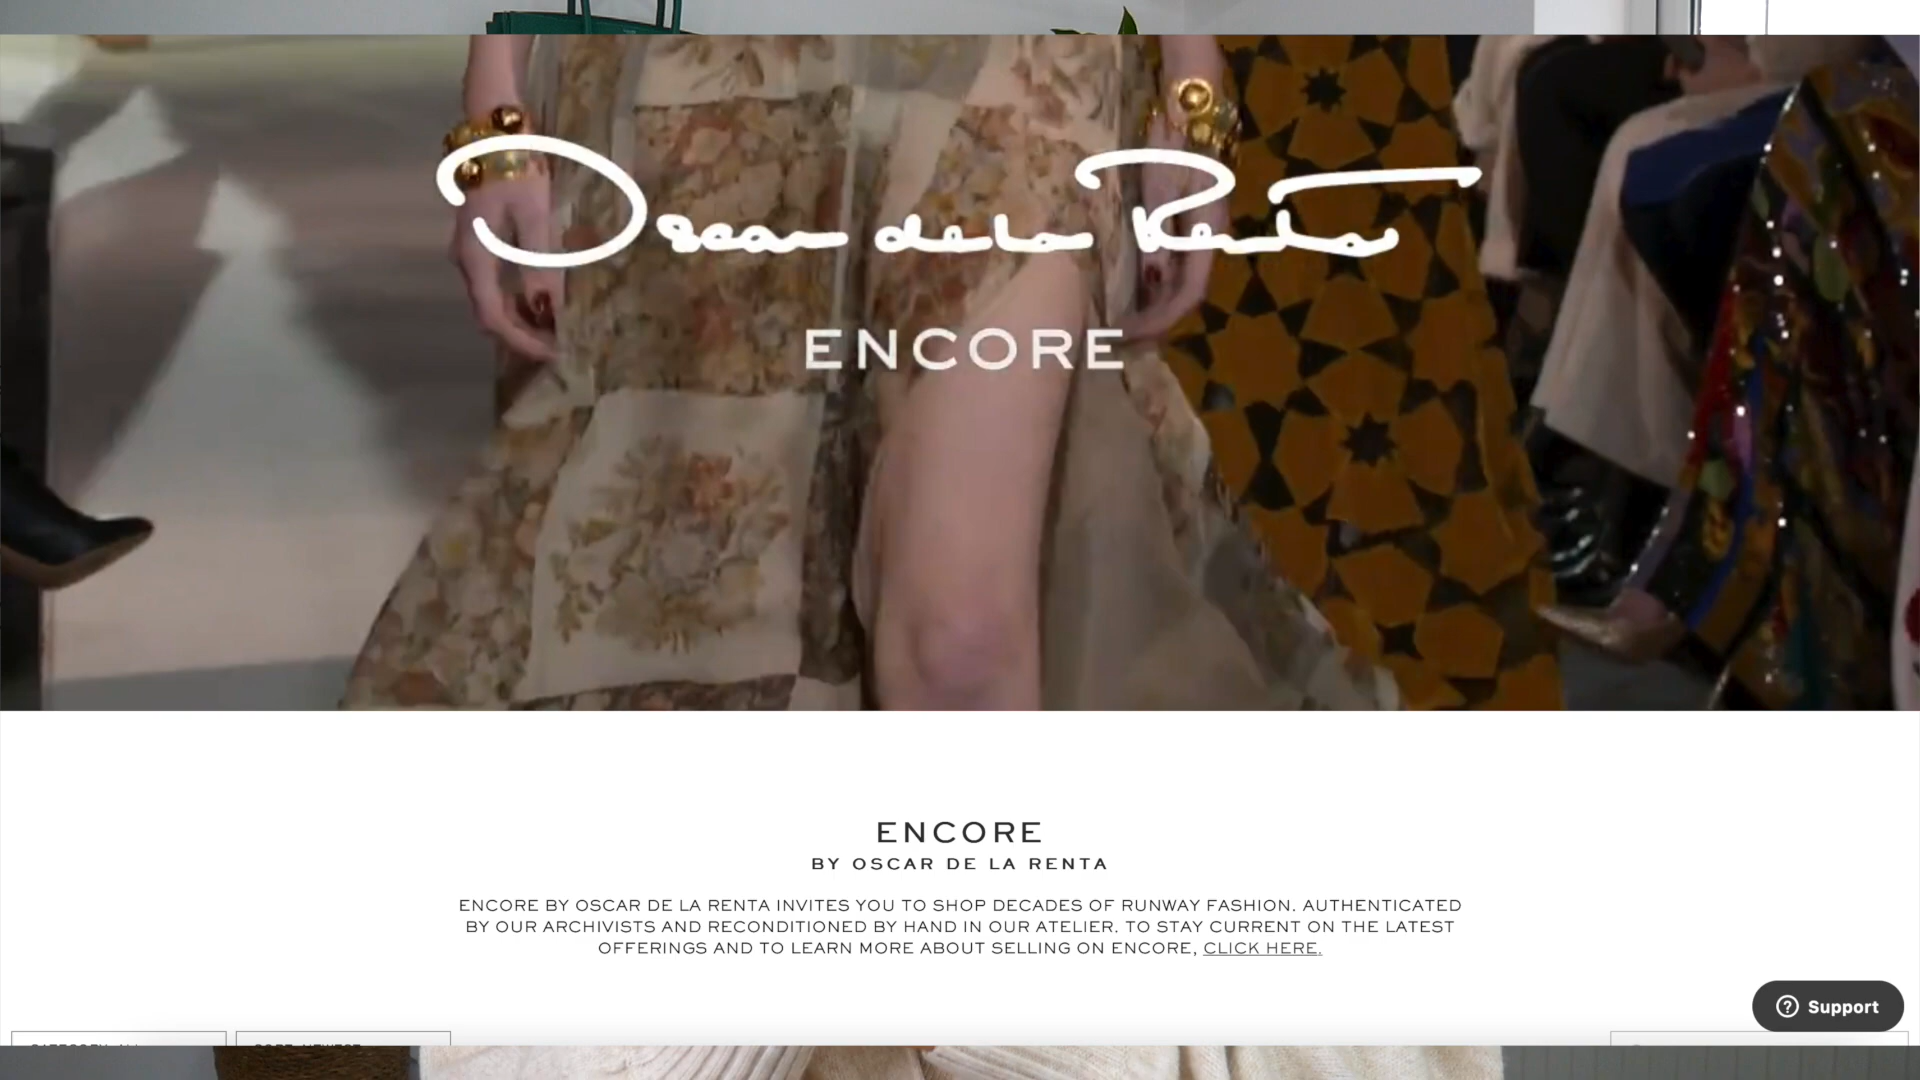 Oscar de la Renta
ENCORE
ENCORE
BY OSCAR DE LA RENTA
ENCORE BY OSCAR DE LA RENTA INVITES YOU TO SHOP DECADES OF RUNWAY FASHION. AUTHENTICATED
BY OUR ARCHIVISTS AND RECONDITIONED BY HAND IN OUR ATELIER. TO STAY CURRENT ON THE LATEST
OFFERINGS AND TO LEARN MORE ABOUT SELLING ON ENCORE, CLICK HERE.
Support